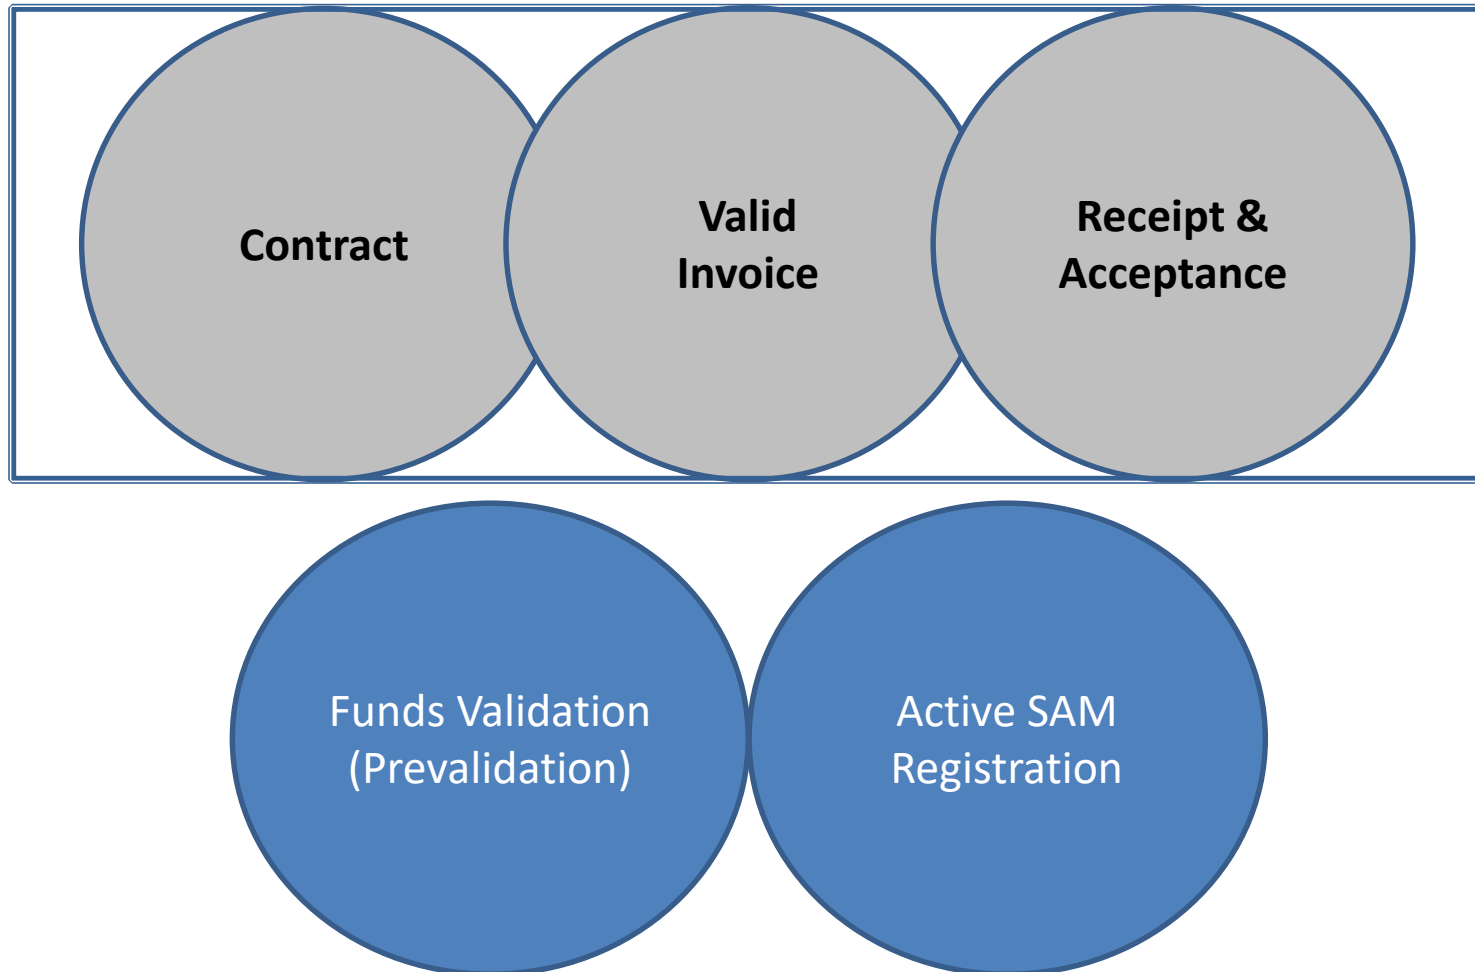 Contract
Valid
Invoice
Receipt &
Acceptance
Funds Validation
(Prevalidation)
Active SAM
Registration